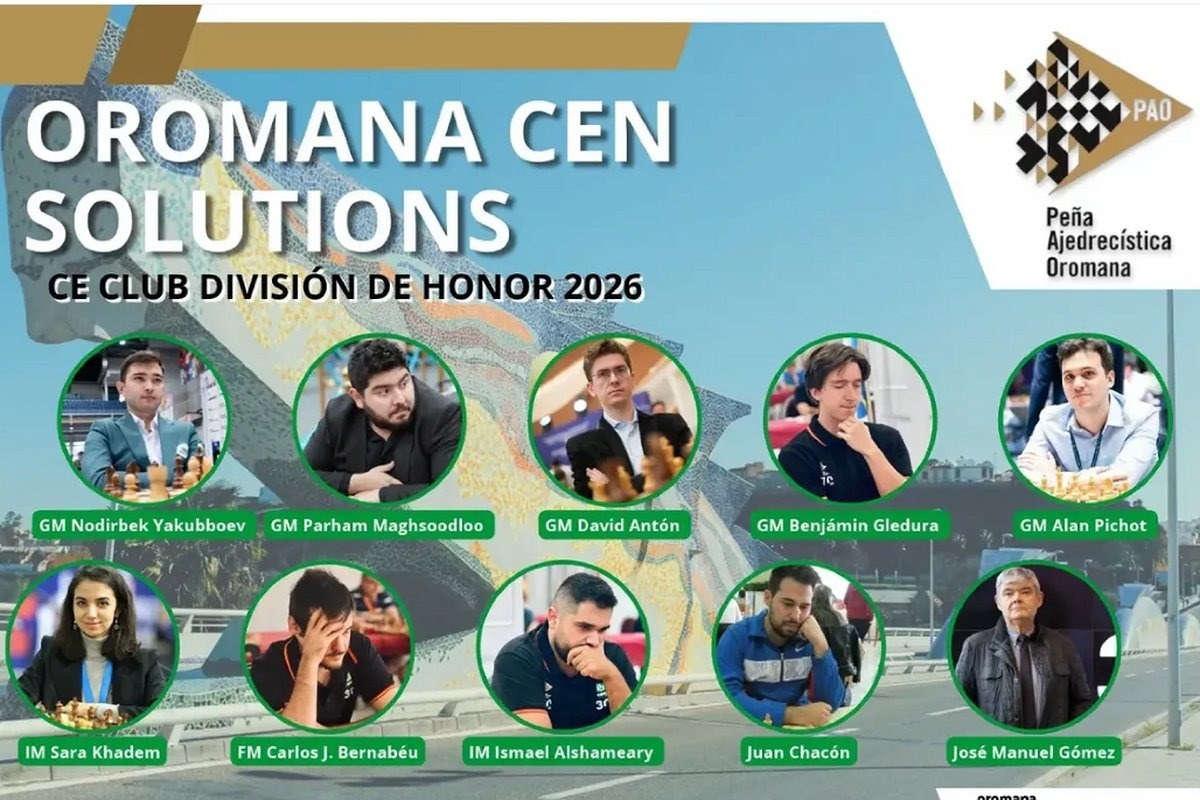 OROMANA CEN
SOLUTIONS
CE CLUB DIVISIÓN DE HONOR 2026
PAO
Peña
Ajedrecística
Oromana
GM Nodirbek Yakubboev
GM Parham Maghsoodloo
GM David Antón
GM Benjámin Gledura
GM Alan Pichot
IM Sara Khadem
FM Carlos J. Bernabéu
IM Ismael Alshameary
Juan Chacón
José Manuel Gómez
oromana